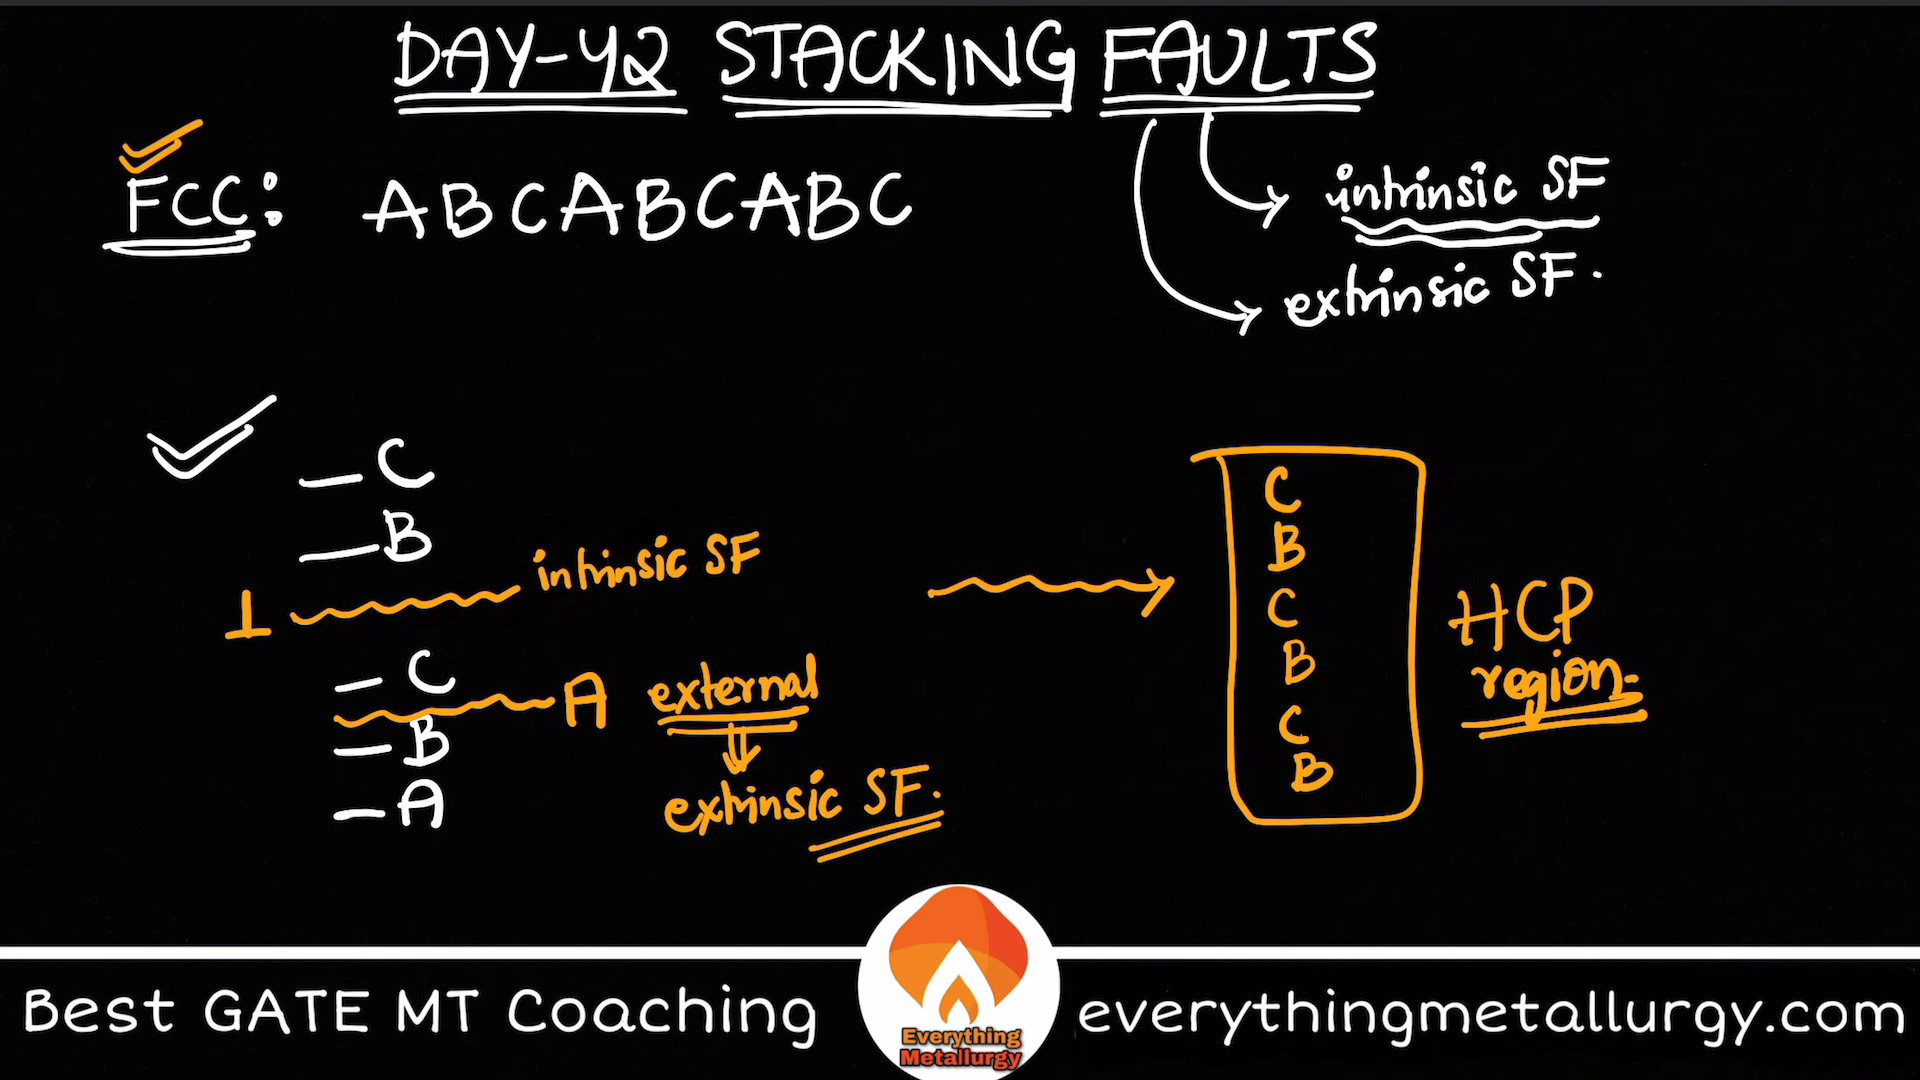 DAY-42 STACKING FAULTS
FCC: ABCABCABC
intrinsic SF
extrinsic SF.
C
B
intrinsic SF
C
A external
B
A
extrinsic SF.
C
B
C
B
C
B
HCP
region
Best GATE MT Coaching
Everything
Metallurgy
everythingmetallurgy.com